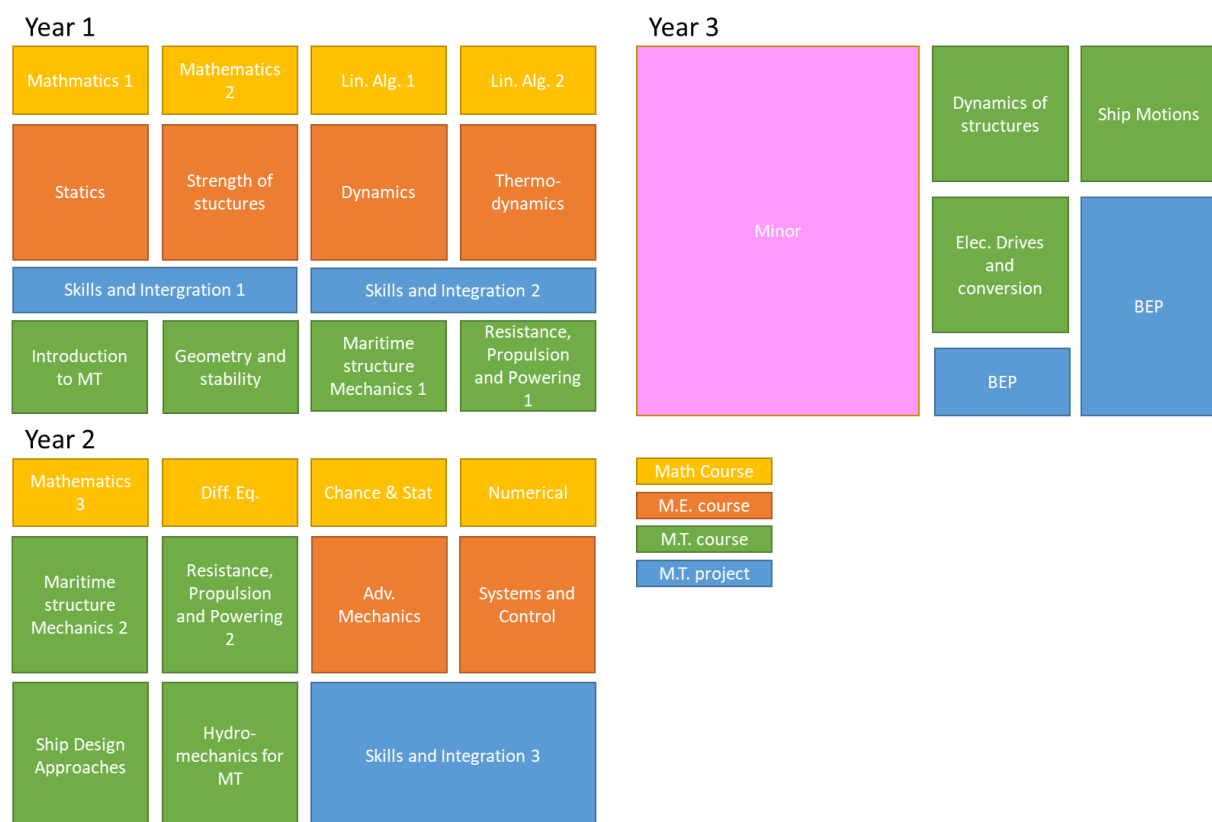 Year 1
Mathmatics 1
Mathematics
2
Lin. Alg. 1
Lin. Alg. 2
Statics
Strength of
stuctures
Dynamics
Thermo-
dynamics
Skills and Intergration 1
Skills and Integration 2
Introduction
to MT
Geometry and
stability
Maritime
structure
Mechanics 1
Resistance,
Propulsion
and Powering
1
Year 2
Mathematics
3
Diff. Eq.
Chance & Stat
Numerical
Maritime
structure
Mechanics 2
Resistance,
Propulsion
and Powering
2
Adv.
Mechanics
Systems and
Control
Ship Design
Approaches
Hydro-
mechanics for
MT
Skills and Integration 3
Year 3
Minor
Dynamics of
structures
Ship Motions
Elec. Drives
and
conversion
BEP
BEP
Math Course
M.E. course
M.T. course
M.T. project